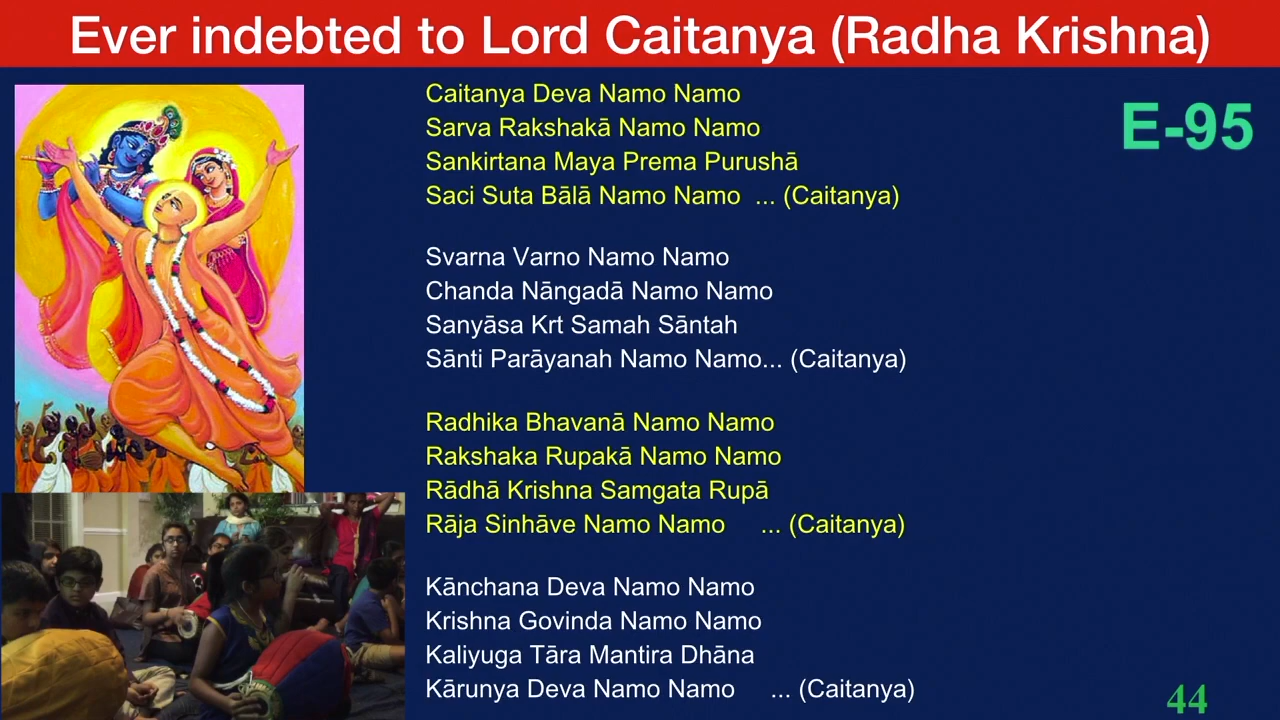 Ever indebted to Lord Caitanya (Radha Krishna)
E-95
Caitanya Deva Namo Namo
Sarva Rakshakā Namo Namo
Sankirtana Maya Prema Purushā
Saci Suta Bālā Namo Namo ... (Caitanya)
Svarna Varno Namo Namo
Chanda Nāngadā Namo Namo
Sanyāsa Krt Samah Sāntah
Sānti Parāyanah Namo Namo... (Caitanya)
Radhika Bhavanā Namo Namo
Rakshaka Rupakā Namo Namo
Rādhā Krishna Samgata Rupā
Rāja Sinhāve Namo Namo ... (Caitanya)
Kānchana Deva Namo Namo
Krishna Govinda Namo Namo
Kaliyuga Tāra Mantira Dhāna
Kārunya Deva Namo Namo ... (Caitanya)
44